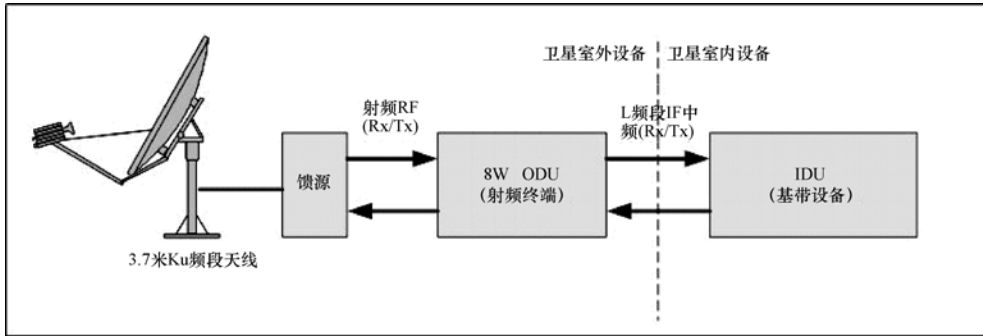 卫星室外设备
卫星室内设备
射频RF
(Rx/Tx)
L频段IF中
频(Rx/Tx)
馈源
8W ODU
(射频终端)
IDU
(基带设备)
3.7米Ku频段天线